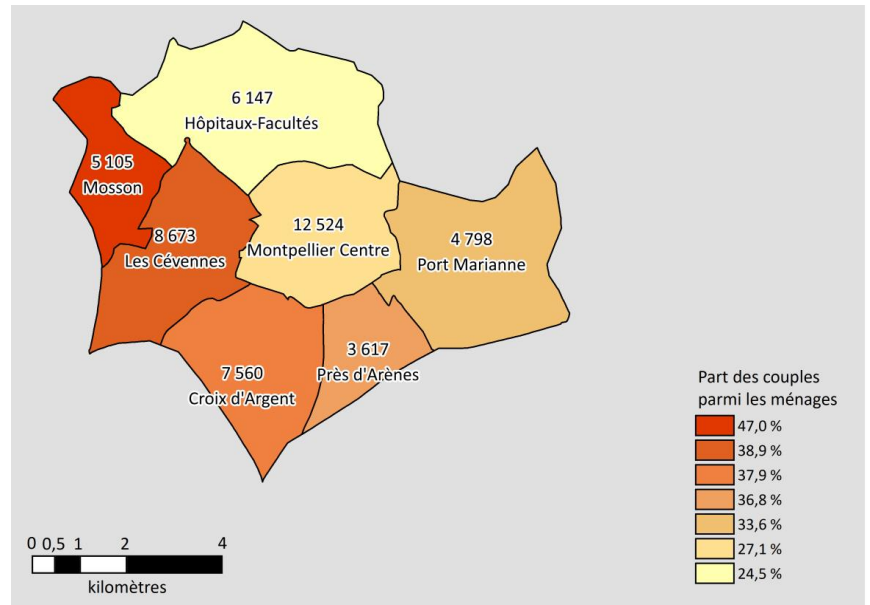 6 147
Hôpitaux-Facultés
5 105
Mosson
8 673
Les Cévennes
12 524
Montpellier Centre
4 798
Port Marianne
7 560
Croix d'Argent
3 617
Près d'Arènes
Part des couples
parmi les ménages
47,0 %
38,9 %
37,9 %
36,8 %
33,6 %
27,1 %
24,5 %
0 0,5 1 2 4
kilomètres